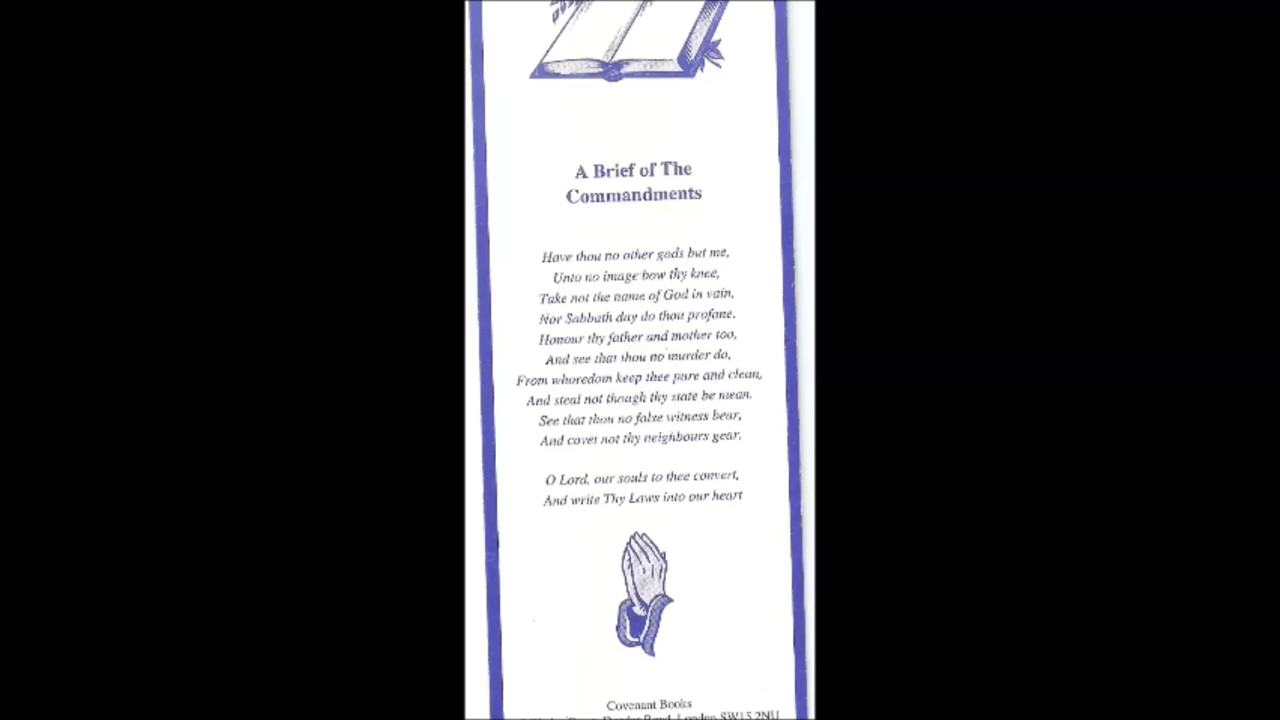 A Brief of The
Commandments
Have thou no other gods but me,
Unto no image bow thy knee,
Take not the name of God in vain,
Nor Sabbath day do thou profane.
Honour thy father and mother too,
And see that thou no murder do,
From whoredom keep thee pure and clean,
And steal not though thy state be mean.
See that thou no false witness bear,
And covet not thy neighbours gear.
O Lord, our souls to thee convert,
And write Thy Laws into our heart
Covenant Books
Road, London SW15 2NU